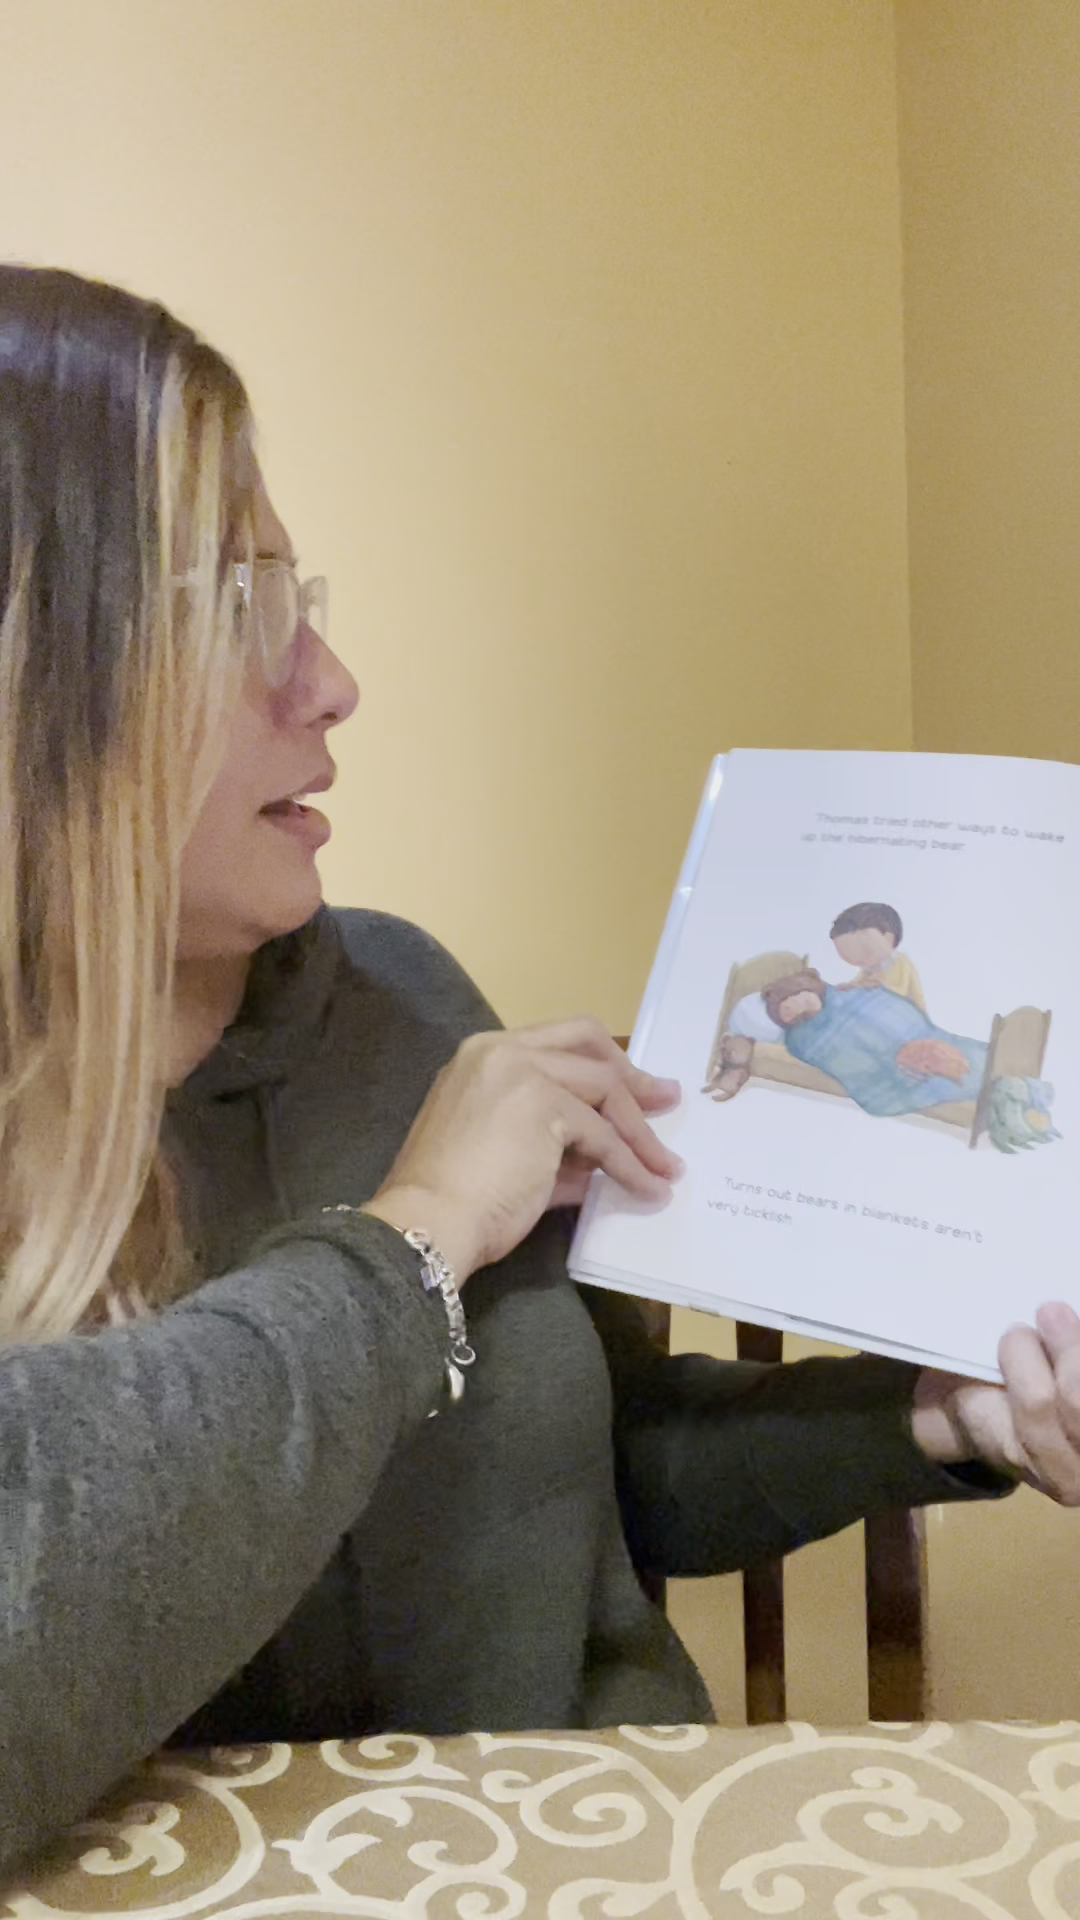 Thomas tried other ways to wake
up the hibernating bear.
Turns out bears in blankets aren't
very ticklish.